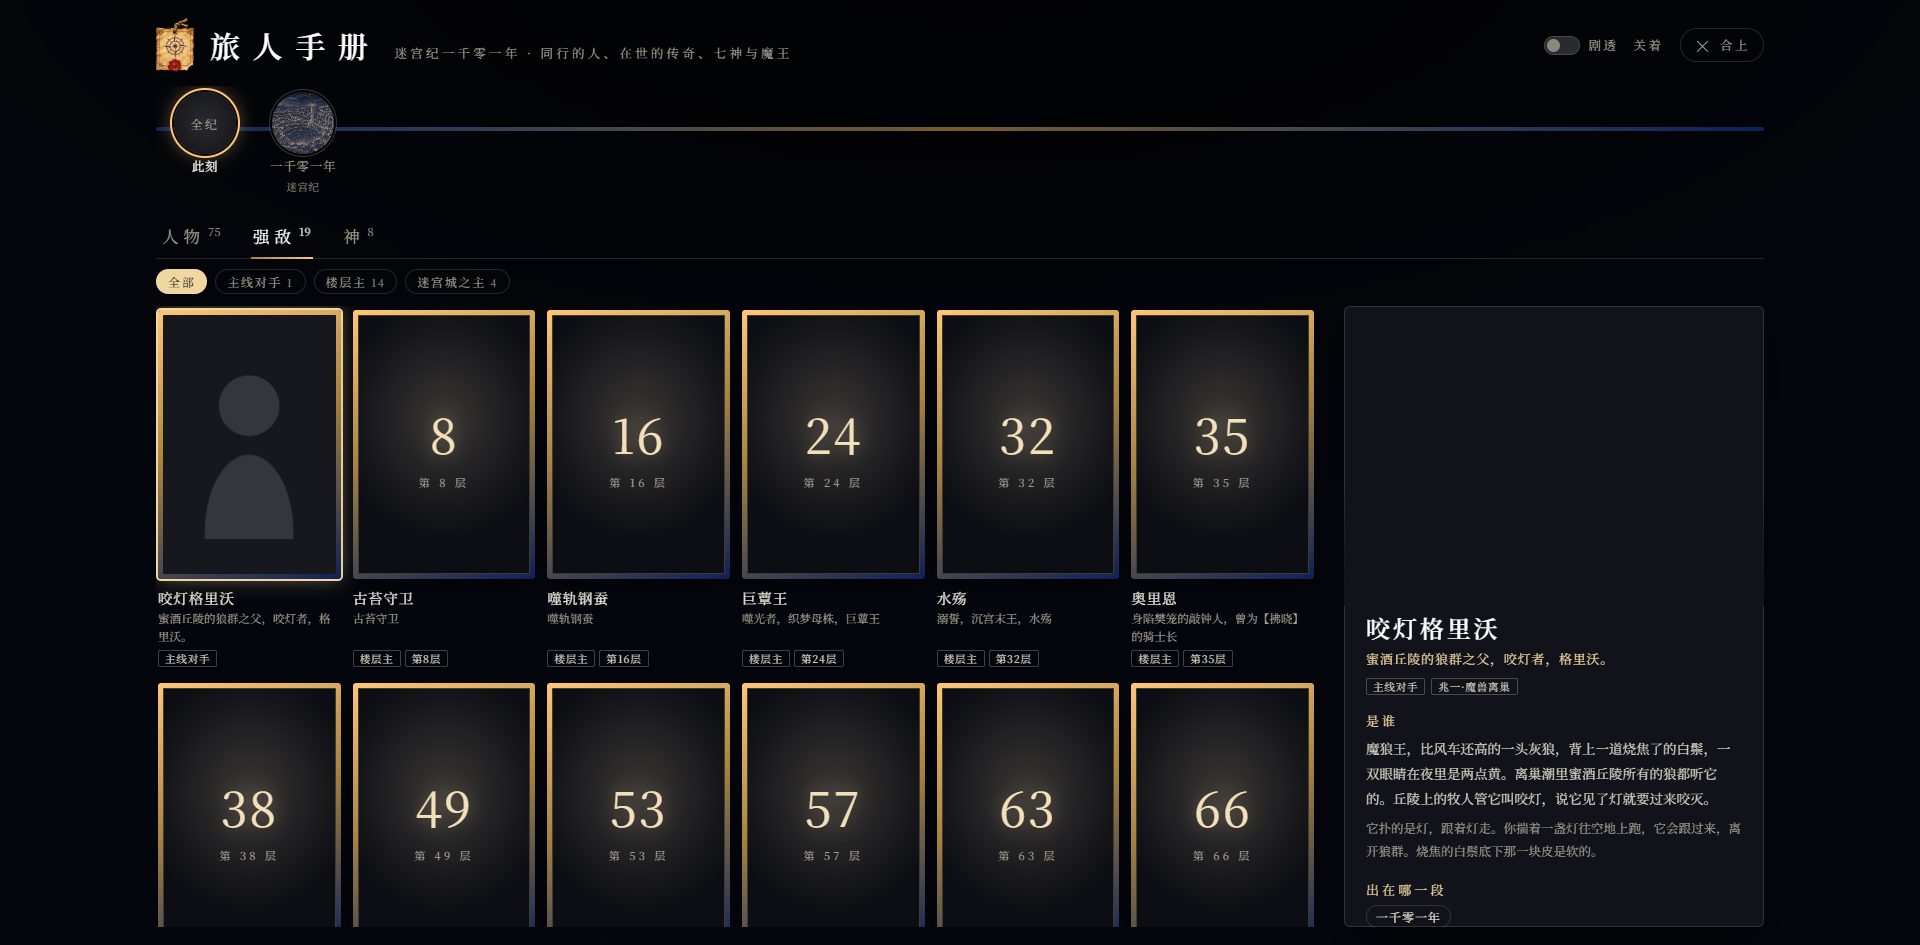 旅人手册
迷宫纪一千零一年 · 同行的人、在世的传奇、七神与魔王
剧透 关着
合上
全纪
此刻
一千零一年
迷宫纪
人物 75
强敌 19
神 8
全部
主线对手 1
楼层主 14
迷宫城之主 4
咬灯格里沃
蜜酒丘陵的狼群之父，咬灯者，格
里沃。
主线对手
8
第 8 层
古苔守卫
古苔守卫
楼层主 第8层
16
第 16 层
噬轨钢蚕
噬轨钢蚕
楼层主 第16层
24
第 24 层
巨蕈王
噬光者，织梦母株，巨蕈王
楼层主 第24层
32
第 32 层
水殇
溺誓，沉宫末王，水殇
楼层主 第32层
35
第 35 层
奥里恩
身陷樊笼的敲钟人，曾为【拂晓】
的骑士长
楼层主 第35层
38
第 38 层
49
第 49 层
53
第 53 层
57
第 57 层
63
第 63 层
66
第 66 层
咬灯格里沃
蜜酒丘陵的狼群之父，咬灯者，格里沃。
主线对手 兆一·魔兽离巢
是谁
魔狼王，比风车还高的一头灰狼，背上一道烧焦了的白鬃，一
双眼睛在夜里是两点黄。离巢潮里蜜酒丘陵所有的狼都听它
的。丘陵上的牧人管它叫咬灯，说它见了灯就要过来咬灭。
它扑的是灯，跟着灯走。你揣着一盏灯往空地上跑，它会跟过来，离
开狼群。烧焦的白鬃底下那一块皮是软的。
出在哪一段
一千零一年